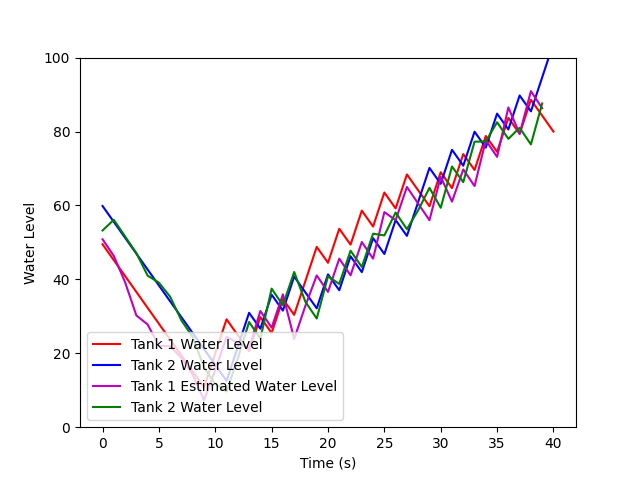 100
80
60
40
20
0
Water Level
Tank 1 Water Level
Tank 2 Water Level
Tank 1 Estimated Water Level
Tank 2 Water Level
0 5 10 15 20 25 30 35 40
Time (s)